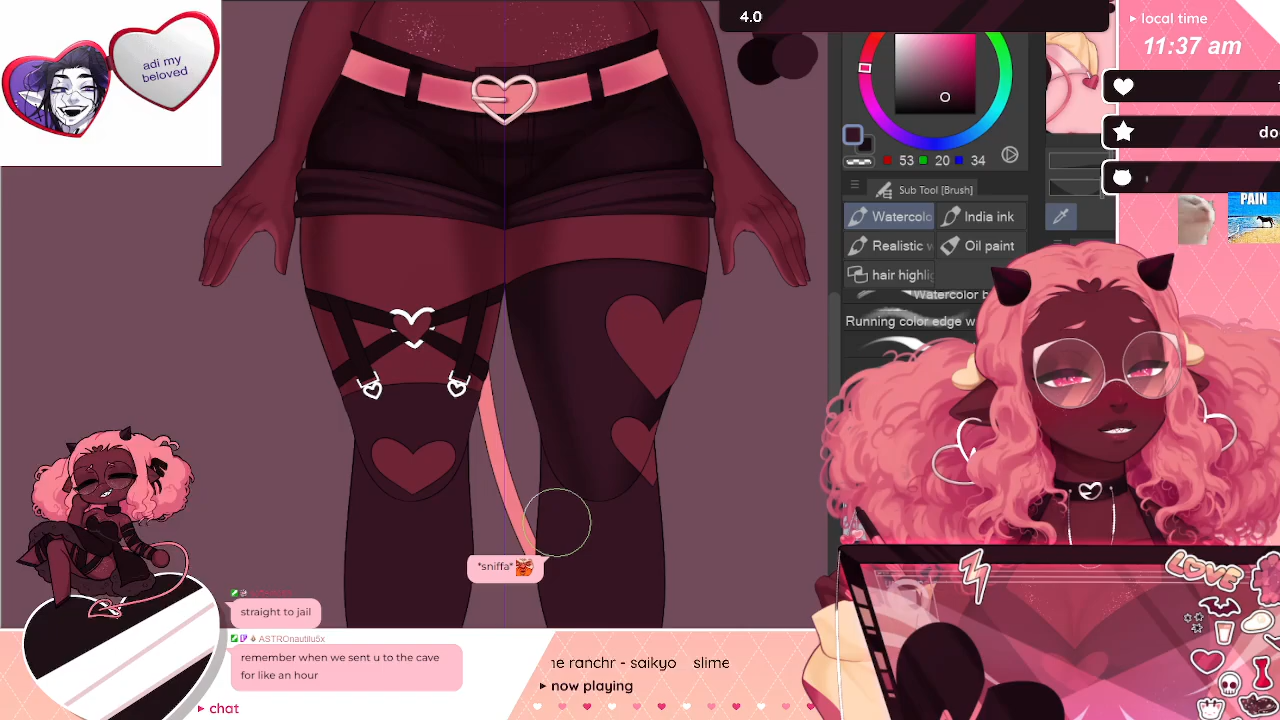 adi my
beloved
4.0
local time
11:37 am
do
PAIN
53 20 34
Sub Tool [Brush]
Watercolo
India ink
Realistic w
Oil paint
hair highlig
Watercolor b
Running color edge w
*sniffa*
straight to jail
ASTROnautilu5x
remember when we sent u to the cave
for like an hour
chat
ne ranchr - saikyo slime
now playing
LOVE